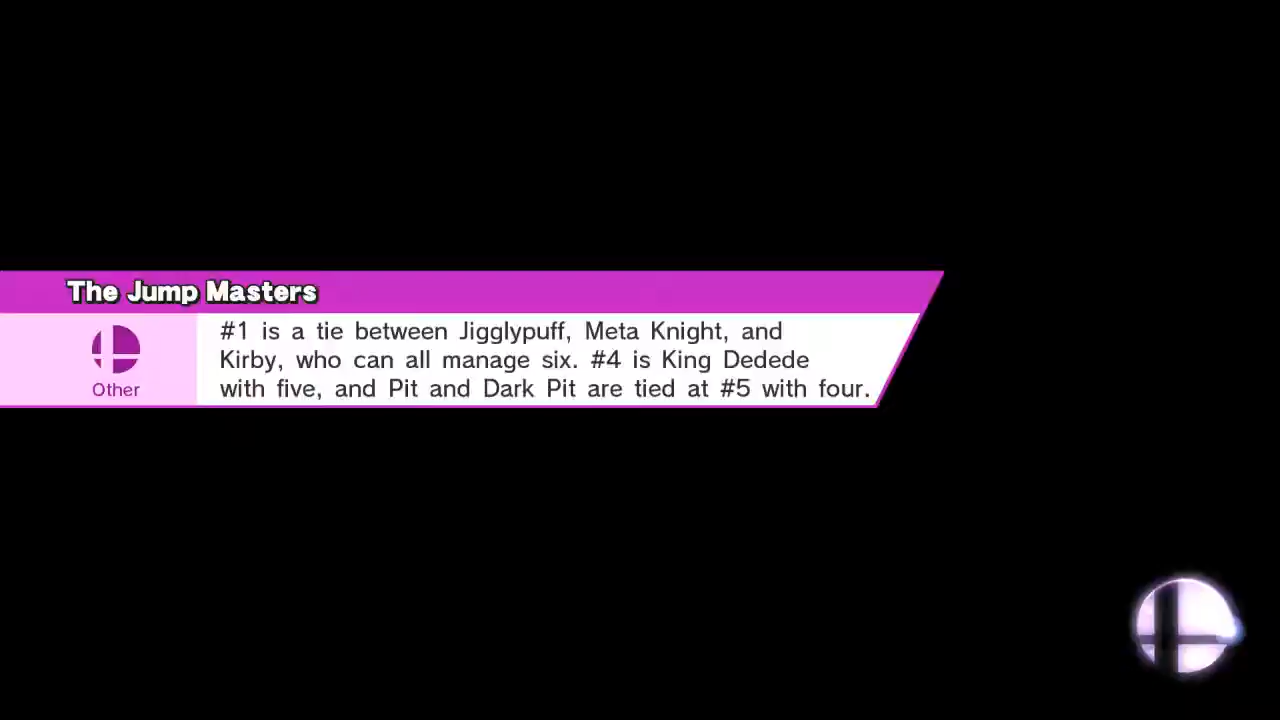 The Jump Masters
#1 is a tie between Jigglypuff, Meta Knight, and
Kirby, who can all manage six. #4 is King Dedede
with five, and Pit and Dark Pit are tied at #5 with four.
Other